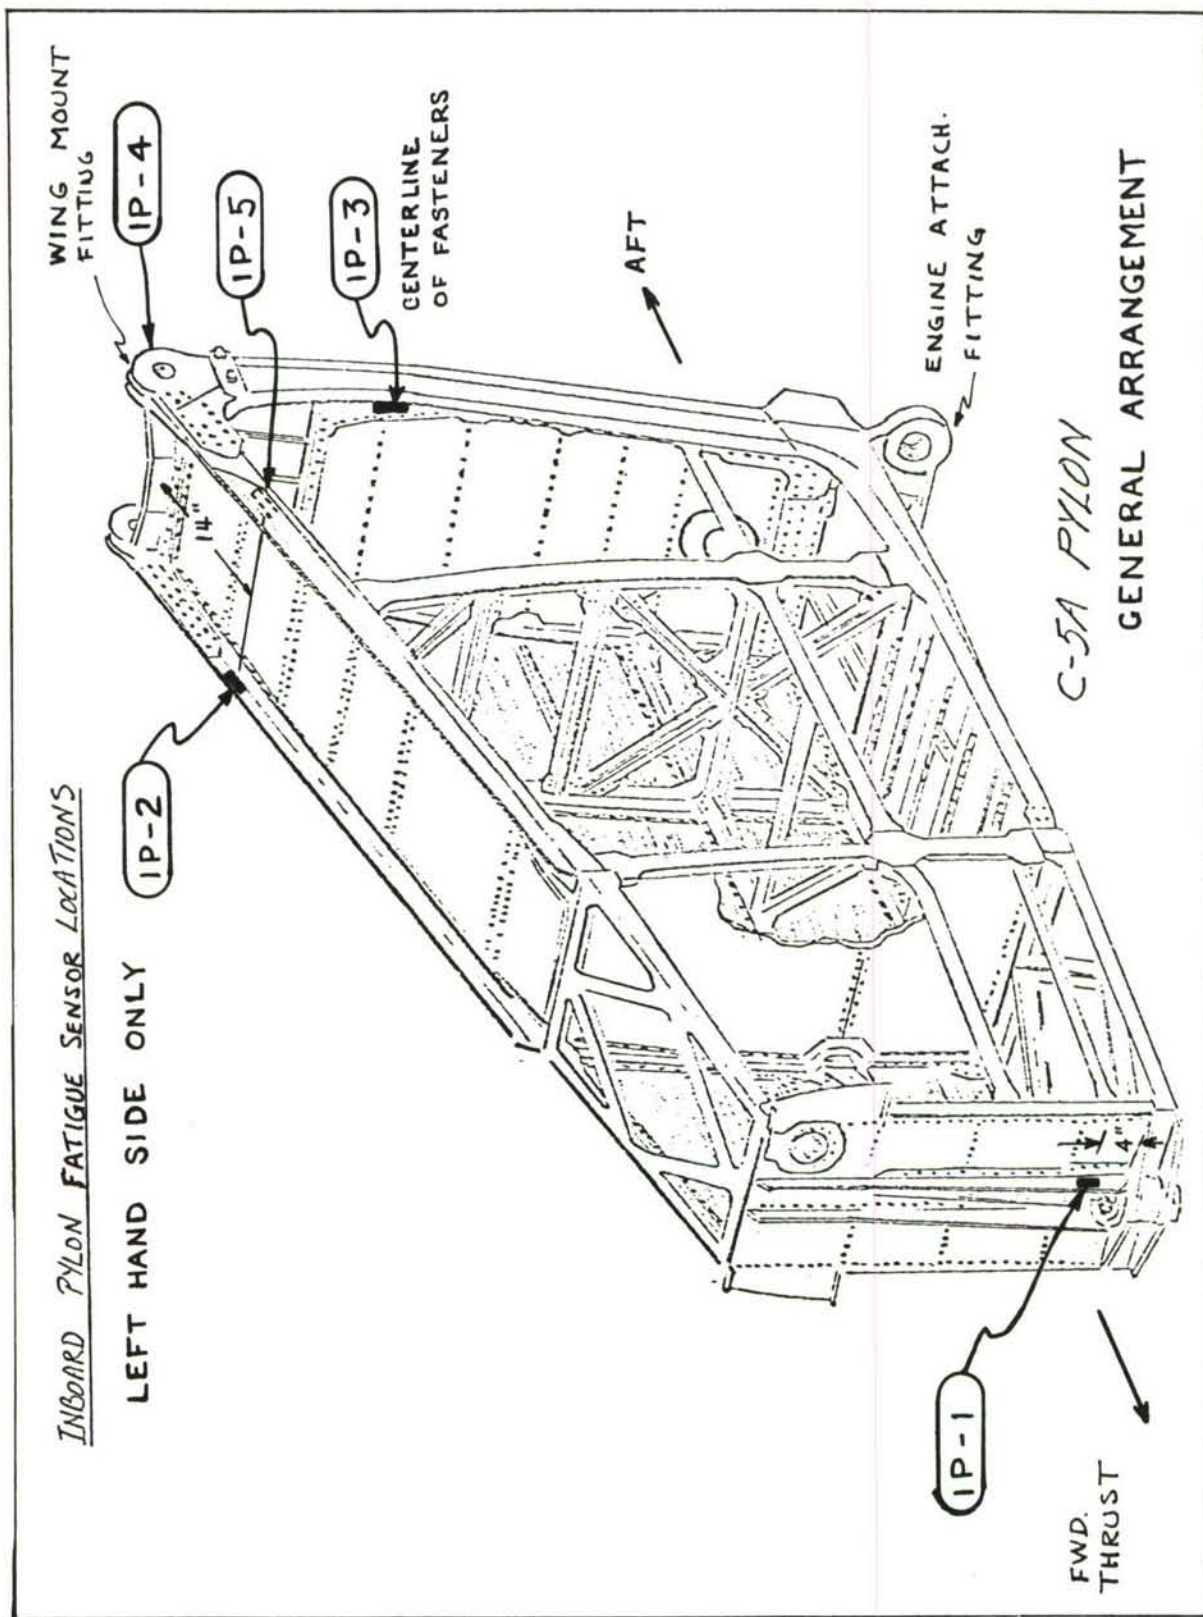 INBOARD PYLON FATIGUE SENSOR LOCATIONS
LEFT HAND SIDE ONLY
WING MOUNT
FITTING
IP-4
IP-5
IP-3
CENTERLINE
OF FASTENERS
IP-2
14"
AFT
ENGINE ATTACH.
FITTING
4"
IP-1
FWD.
THRUST
C-5A PYLON
GENERAL ARRANGEMENT